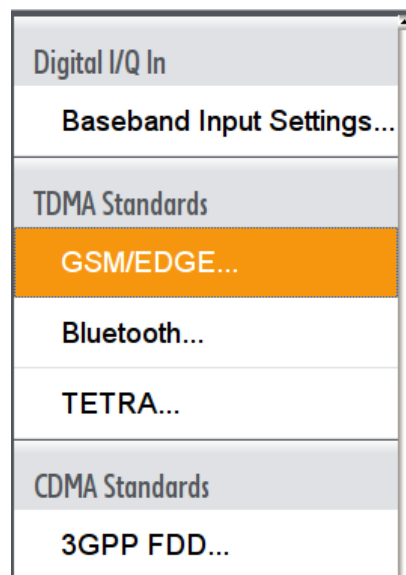 Digital I/Q In
Baseband Input Settings...
TDMA Standards
GSM/EDGE...
Bluetooth...
TETRA...
CDMA Standards
3GPP FDD...